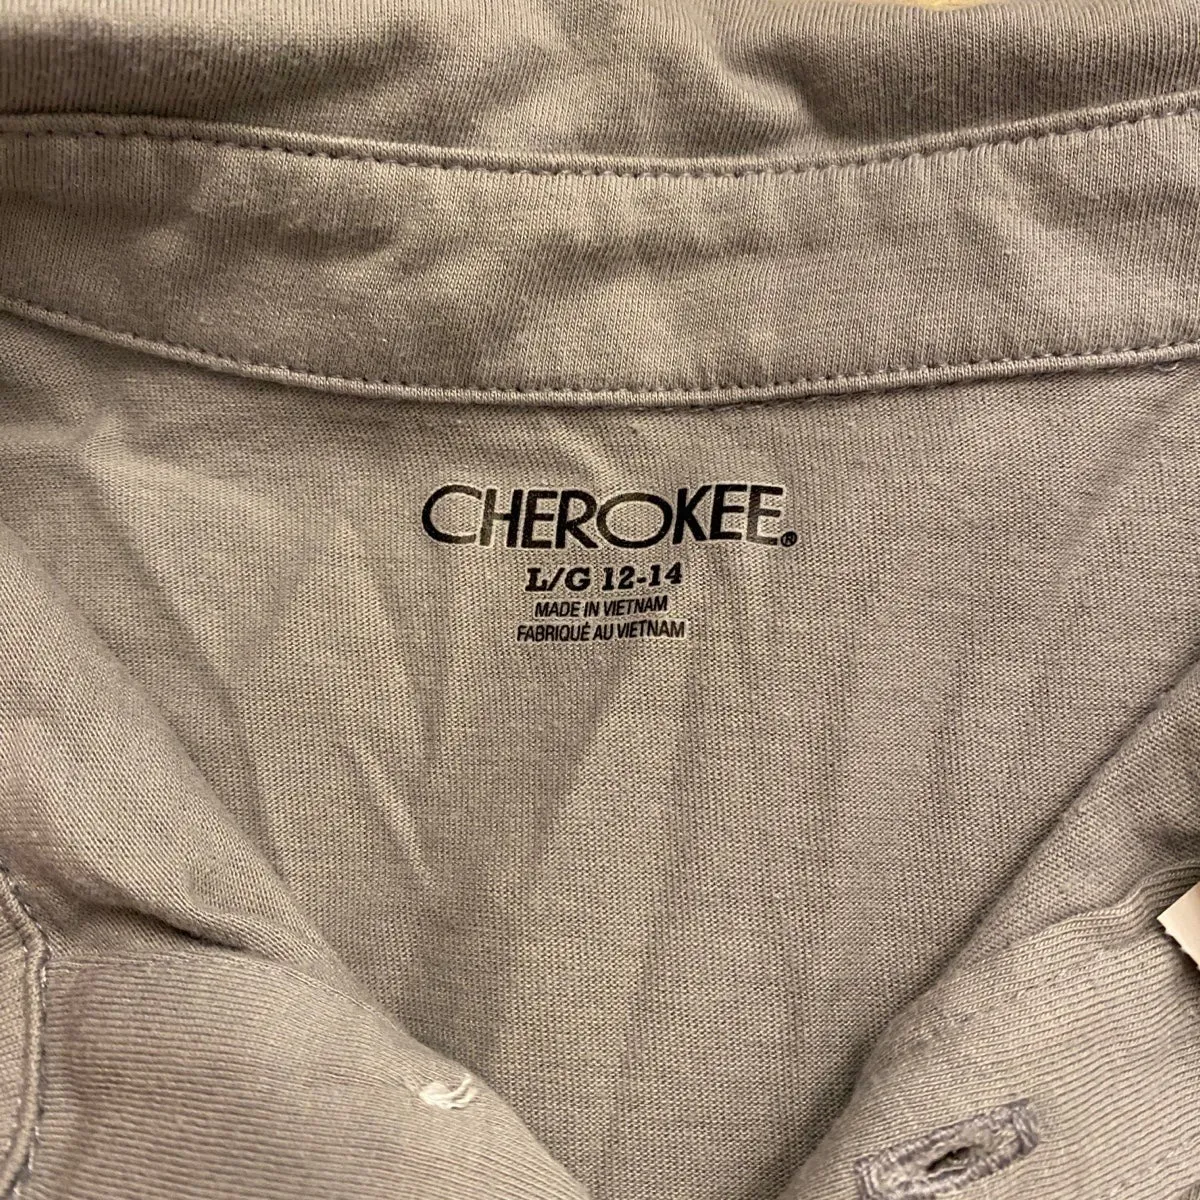 CHEROKEE®
L/G 12-14
MADE IN VIETNAM
FABRIQUÉ AU VIETNAM